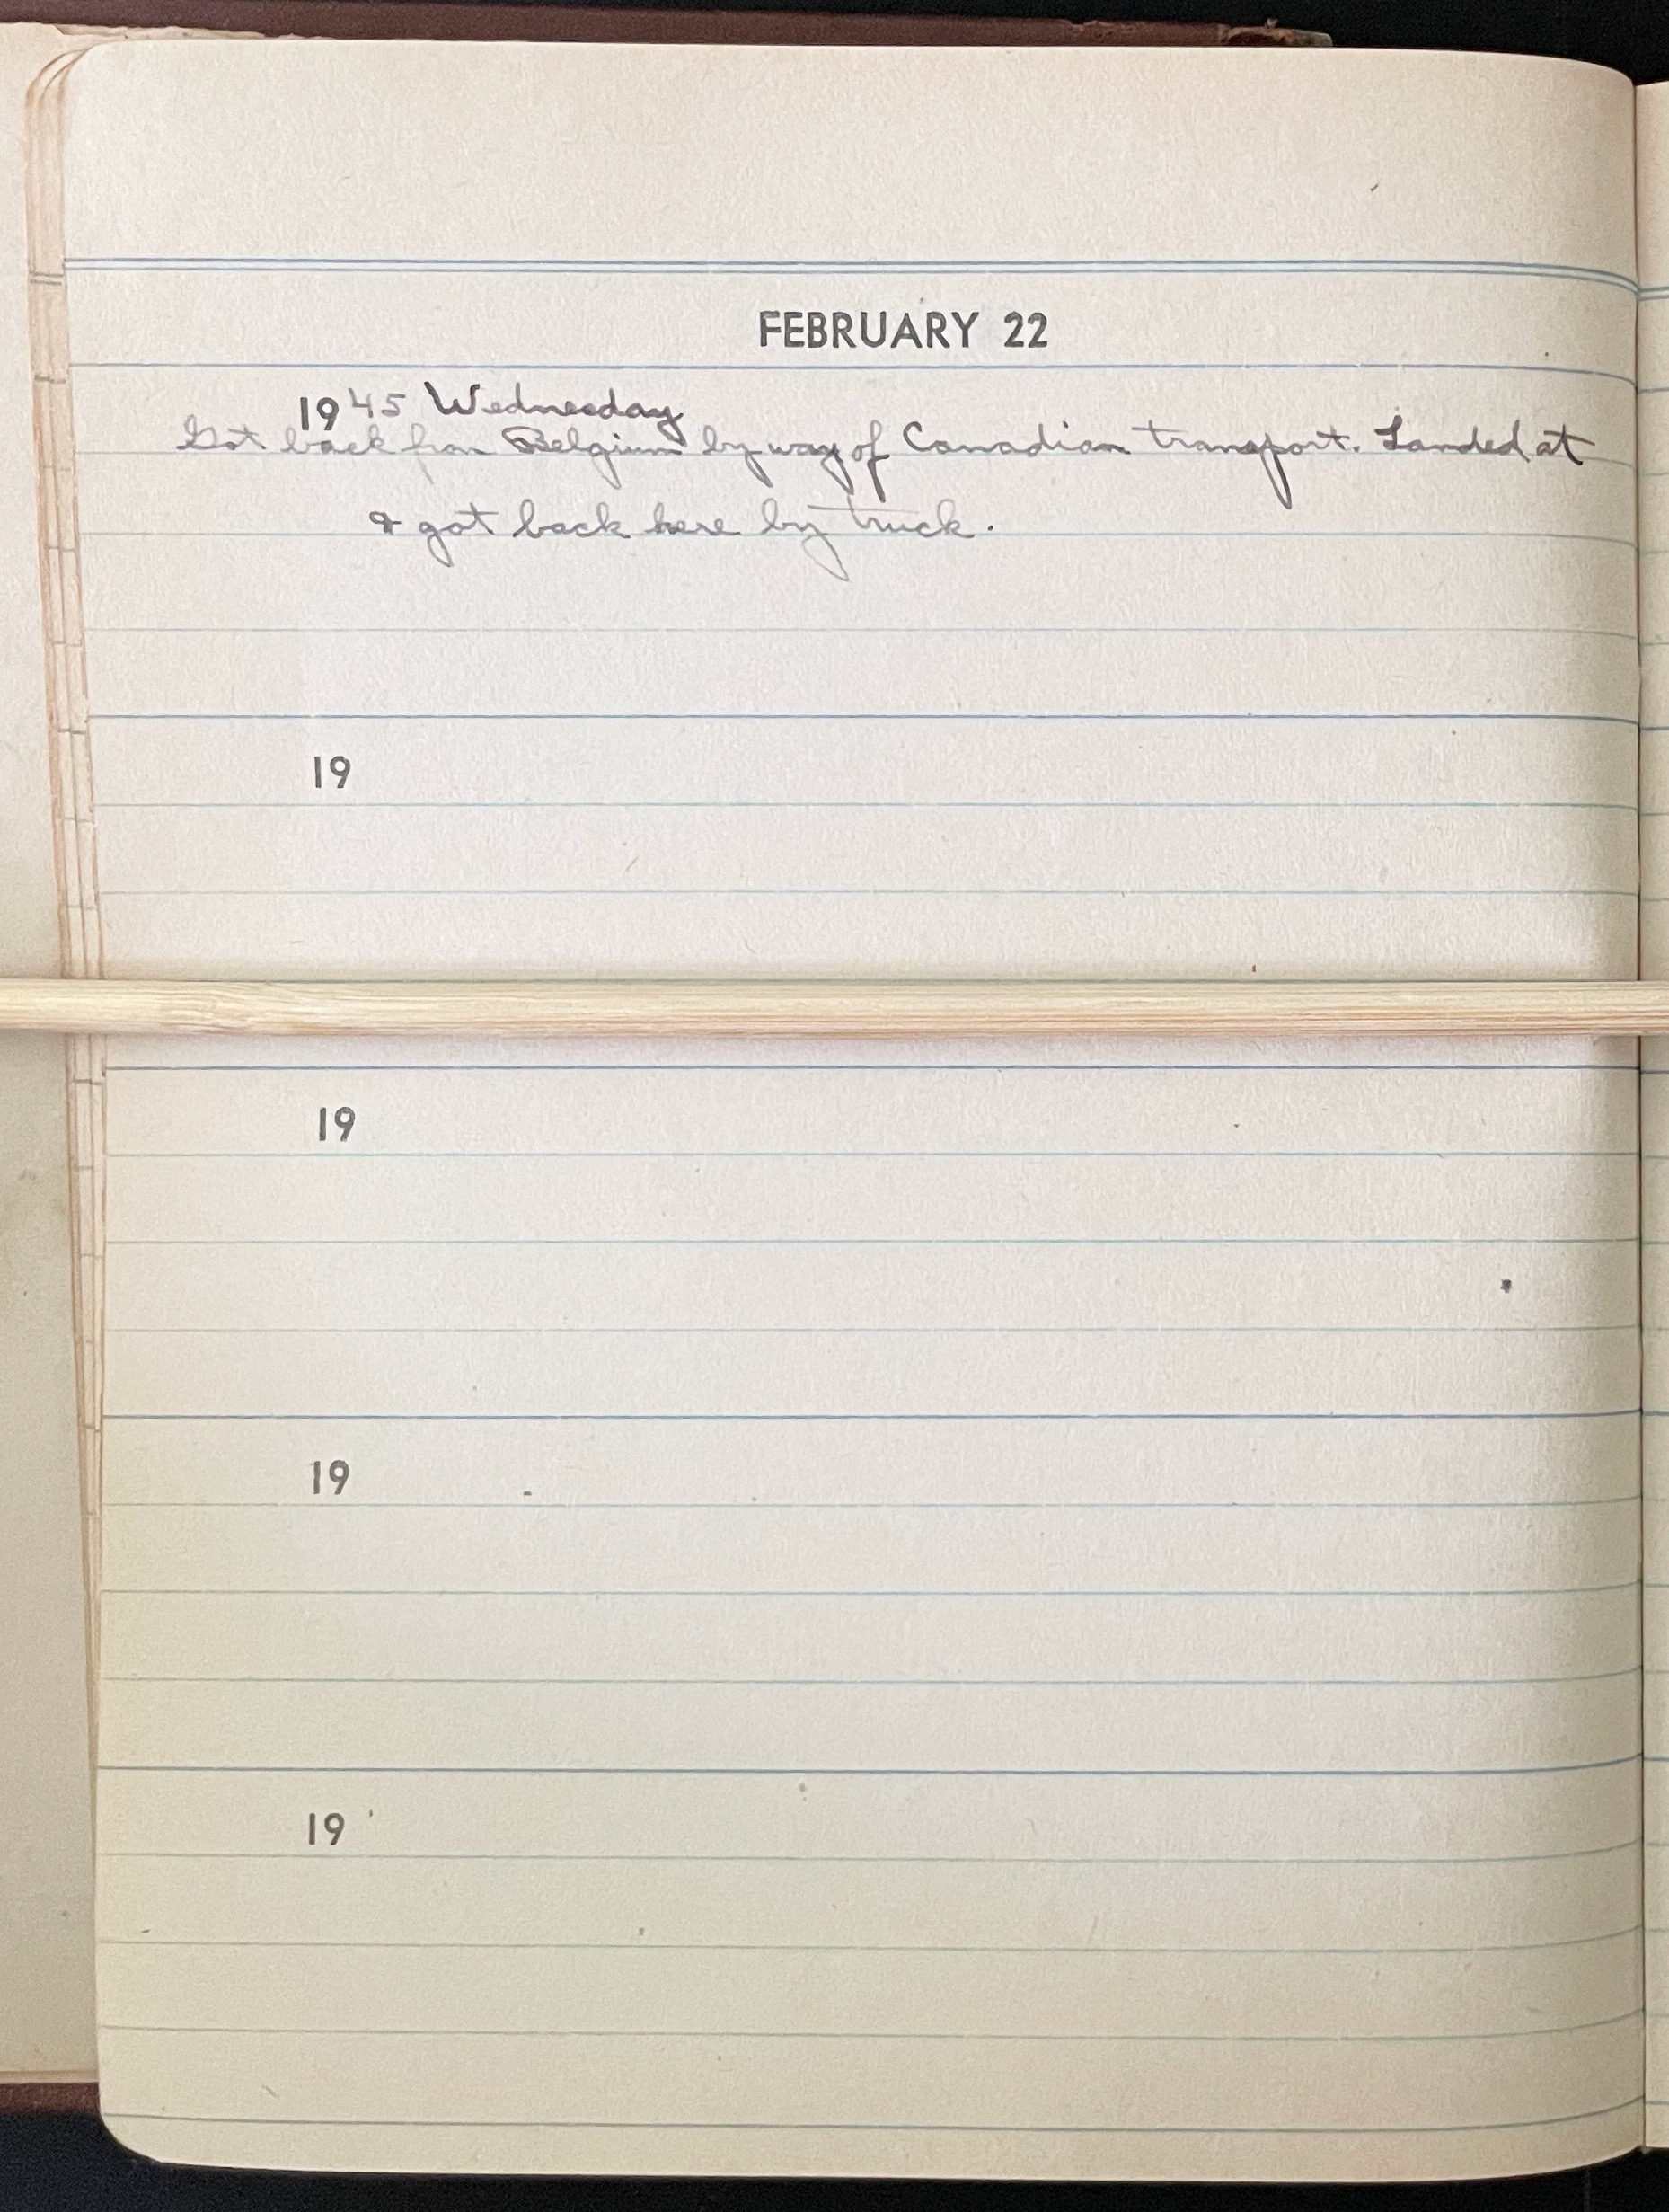 FEBRUARY 22
1945 Wednesday
Got back from Belgium by way of Canadian transport. Landed at
& got back here by truck.
19
19
19
19